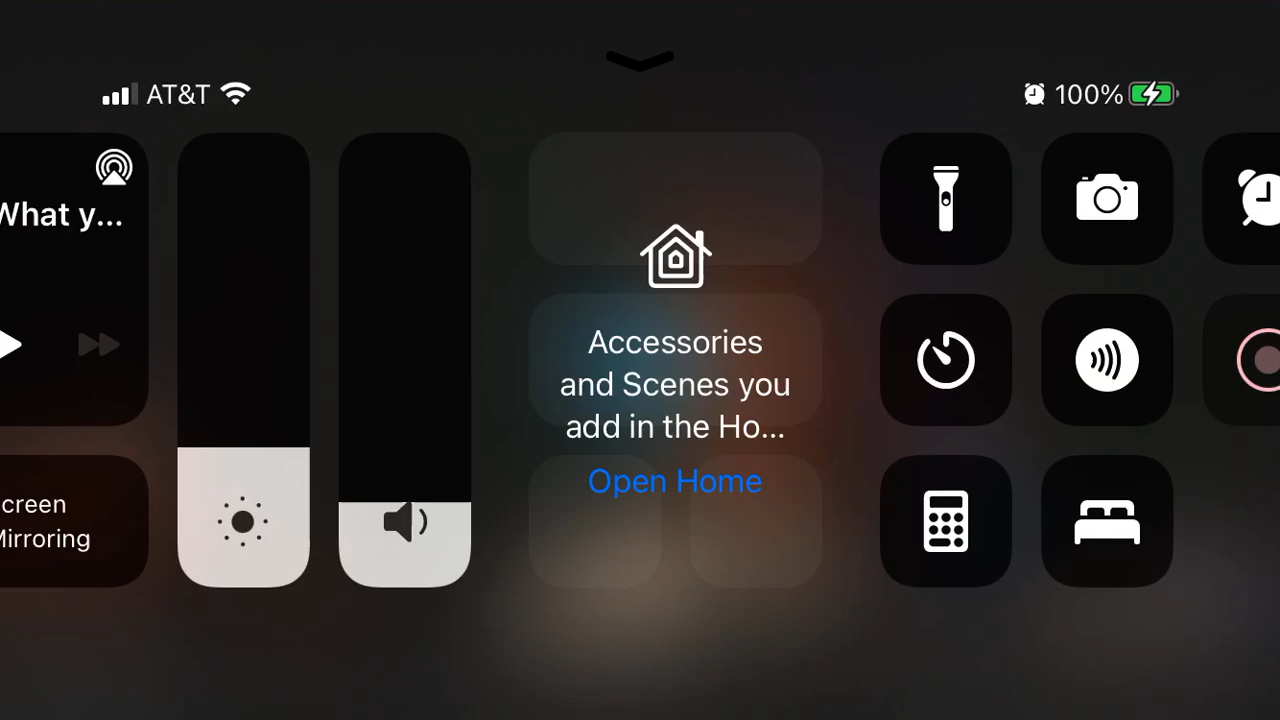 AT&T
100%
What y...
creen
Mirroring
Accessories
and Scenes you
add in the Ho...
Open Home